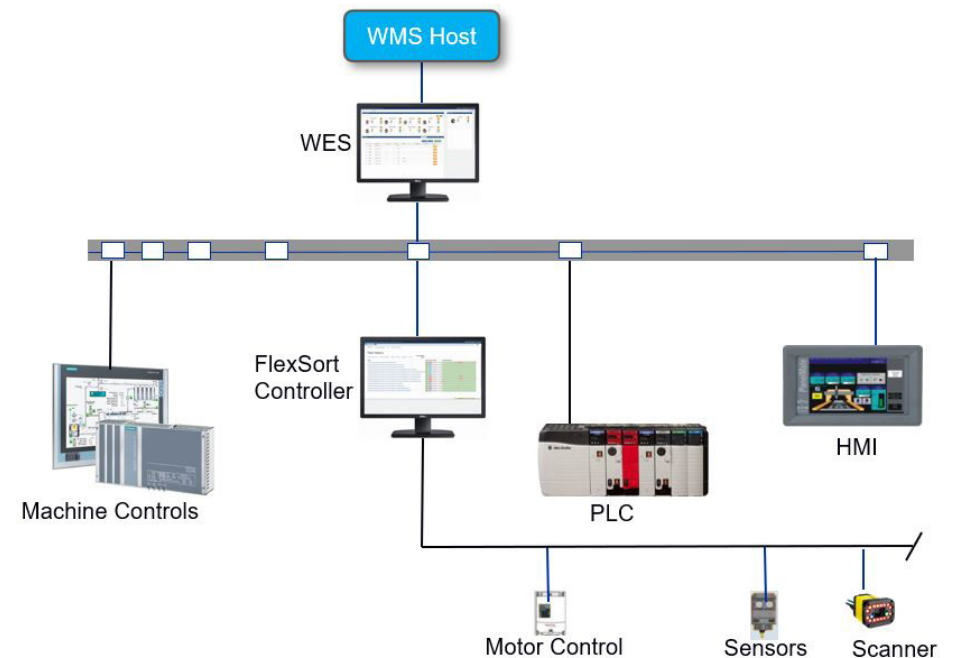 WMS Host
WES
FlexSort
Controller
HMI
Machine Controls
PLC
Motor Control
Sensors
Scanner